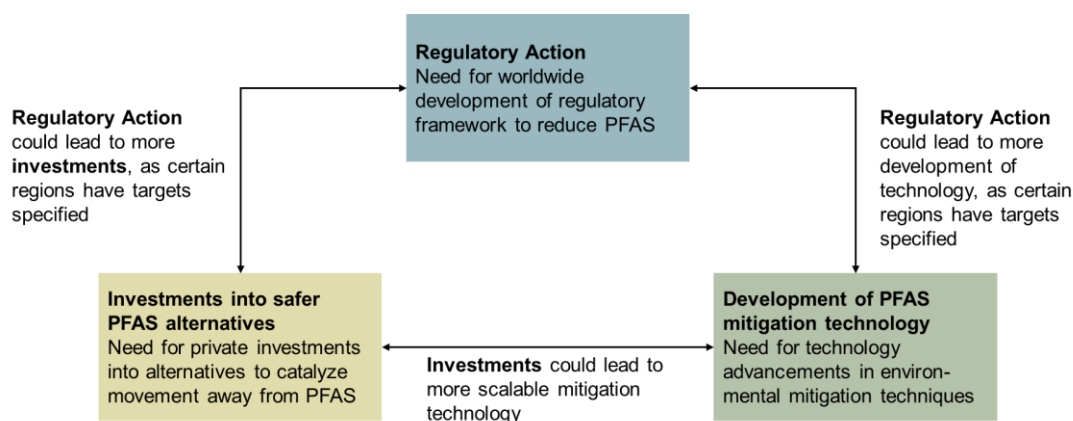 Regulatory Action
Need for worldwide
development of regulatory
framework to reduce PFAS
Regulatory Action
could lead to more
investments, as certain
regions have targets
specified
Regulatory Action
could lead to more
development of
technology, as certain
regions have targets
specified
Investments into safer
PFAS alternatives
Need for private investments
into alternatives to catalyze
movement away from PFAS
Investments could lead to
more scalable mitigation
technology
Development of PFAS
mitigation technology
Need for technology
advancements in environ-
mental mitigation techniques